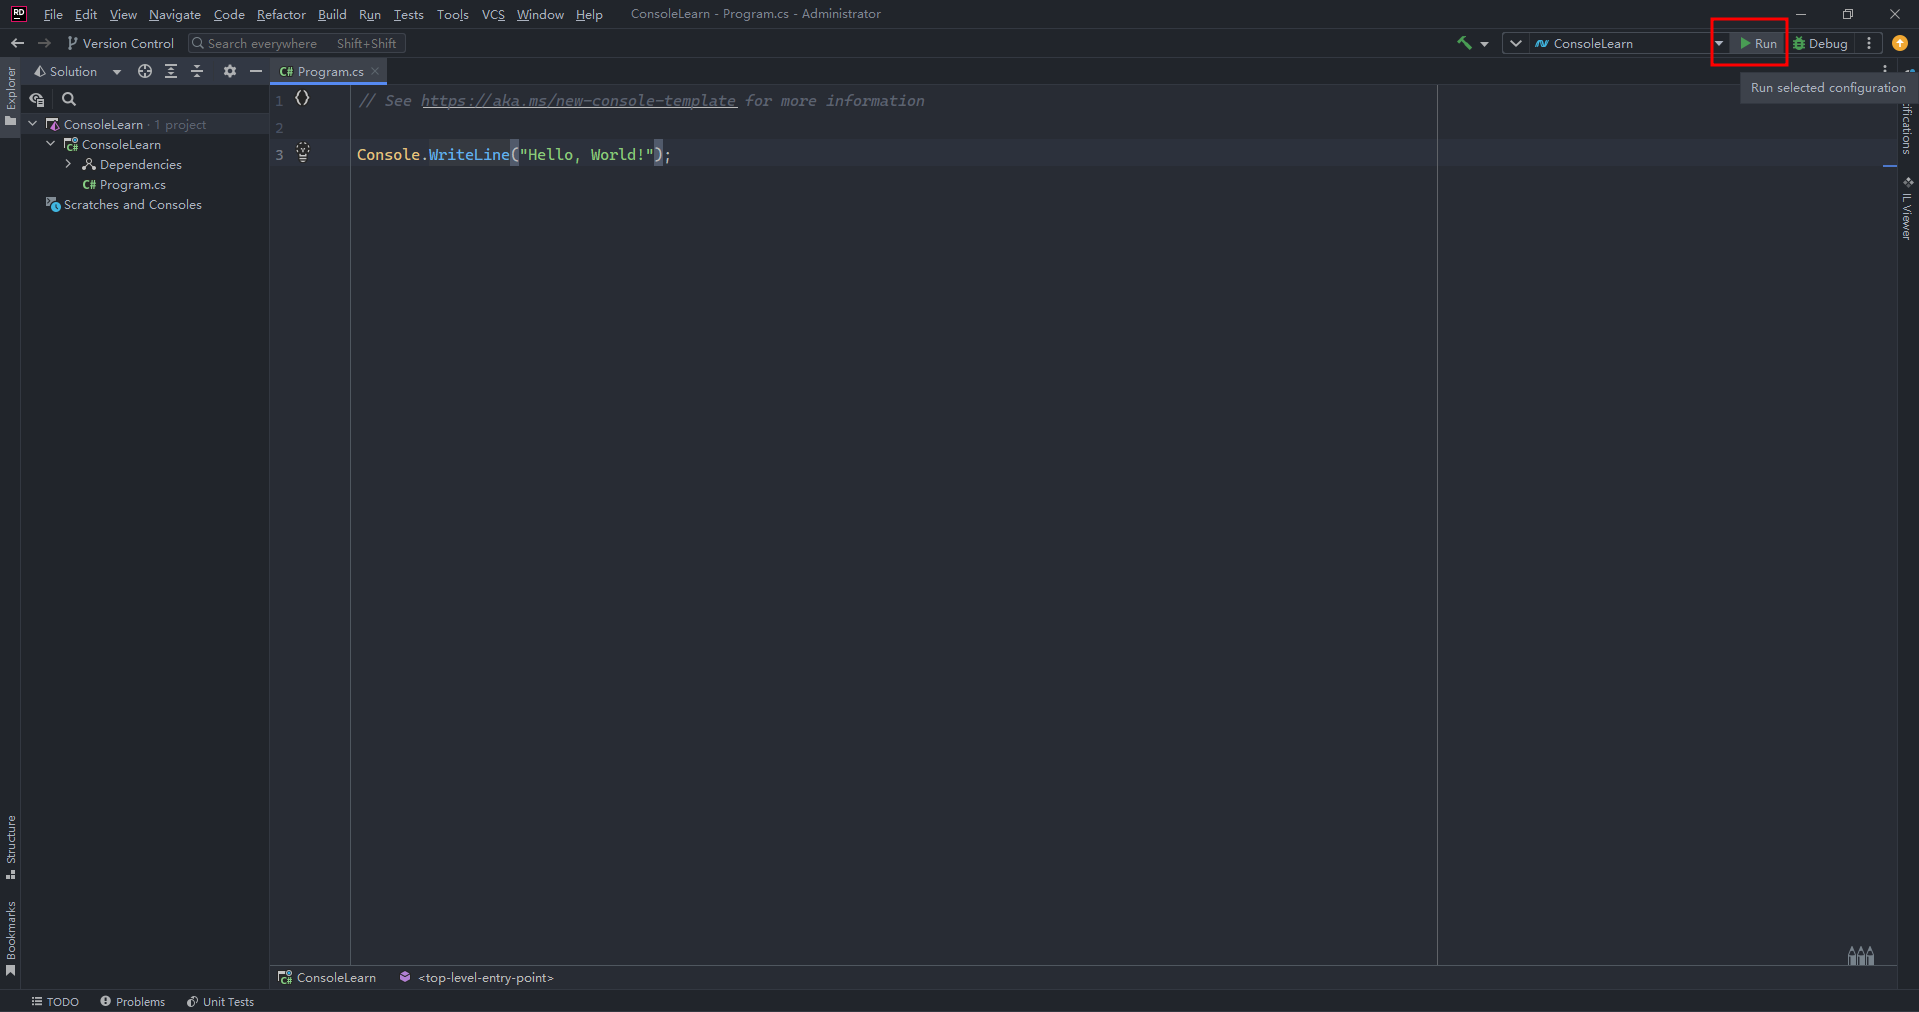 RD File Edit View Navigate Code Refactor Build Run Tests Tools VCS Window Help ConsoleLearn - Program.cs - Administrator
Version Control Search everywhere Shift+Shift ConsoleLearn Run Debug
Explorer
Solution C# Program.cs
Run selected configuration
1 {} // See https://aka.ms/new-console-template for more information
2
3 Console.WriteLine("Hello, World!");
ConsoleLearn · 1 project
C# ConsoleLearn
Dependencies
C# Program.cs
Scratches and Consoles
IL Viewer
Structure
Bookmarks
C# ConsoleLearn <top-level-entry-point>
TODO Problems Unit Tests